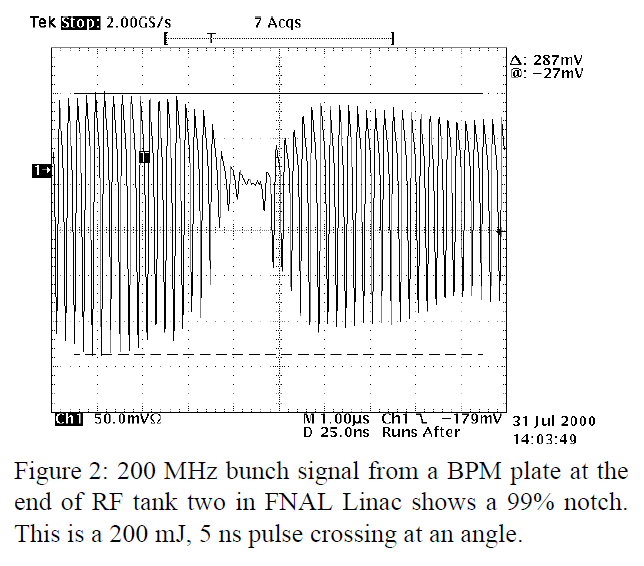 Tek Stop: 2.00GS/s 7 Acqs
T
Δ: 287mV
@: −27mV
T
1→
Ch1 50.0mVΩ M 1.00µs Ch1 ⍀ −179mV 31 Jul 2000
D 25.0ns Runs After 14:03:49
Figure 2: 200 MHz bunch signal from a BPM plate at the
end of RF tank two in FNAL Linac shows a 99% notch.
This is a 200 mJ, 5 ns pulse crossing at an angle.